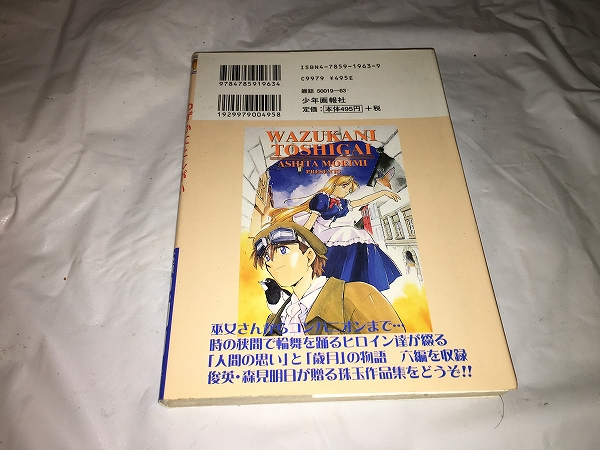 ISBN4-7859-1963-9
C9979 ¥495E
9784785919634
雑誌 50019-63
少年画報社
定価:本体495円+税
1929979004958
WAZUKANI
TOSHIGAI
ASHITA MORIMI
PRESENTS
巫女さんからコンパニオンまで…
時の狭間で輪舞を踊るヒロイン達が綴る
「人間の思い」と「歳月」の物語 六編を収録
俊英・森見明日が贈る珠玉作品集をどうぞ!!